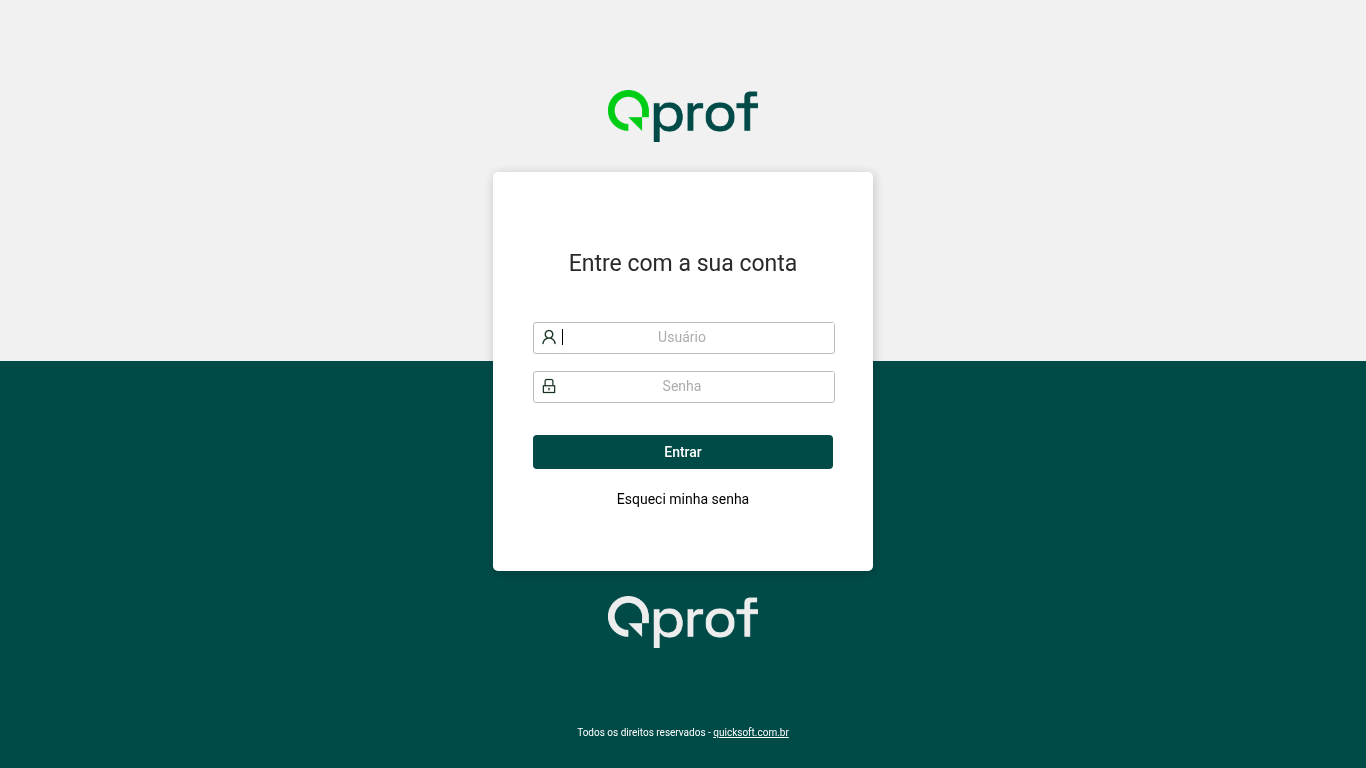 Qprof
Entre com a sua conta
Usuário
Senha
Entrar
Esqueci minha senha
Qprof
Todos os direitos reservados - quicksoft.com.br